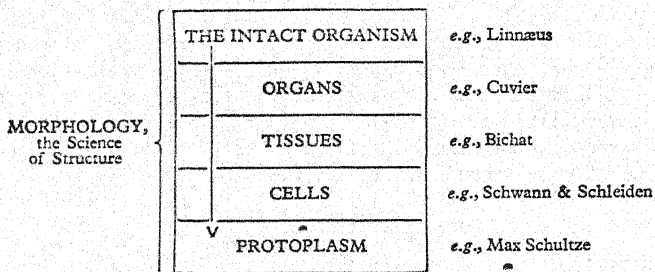 THE INTACT ORGANISM e.g., Linnæus
ORGANS e.g., Cuvier
MORPHOLOGY,
the Science
of Structure
TISSUES e.g., Bichat
CELLS e.g., Schwann & Schleiden
PROTOPLASM e.g., Max Schultze